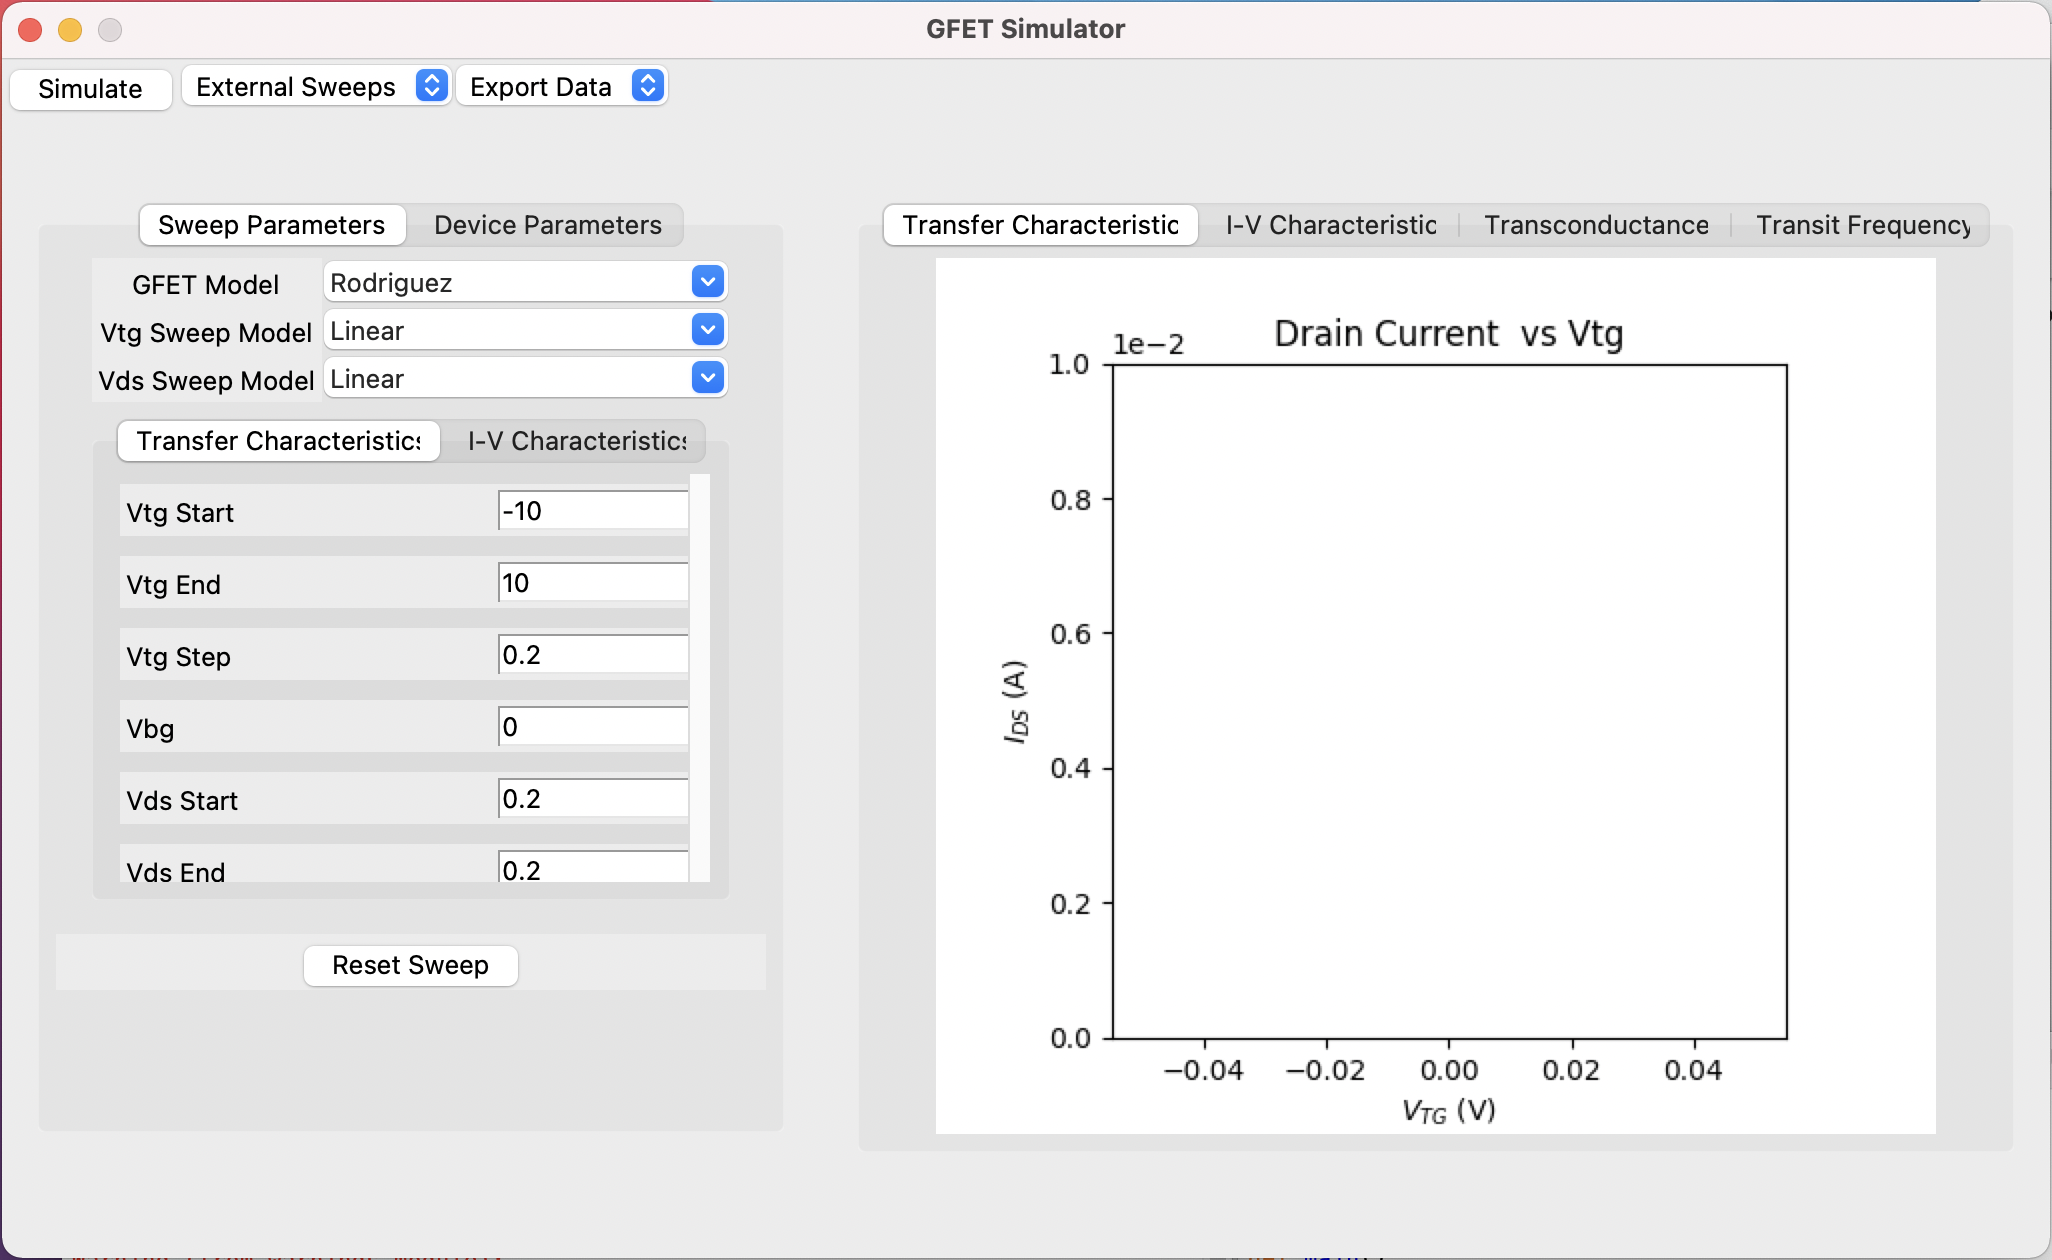 GFET Simulator
Simulate
External Sweeps
Export Data
Sweep Parameters
Device Parameters
GFET Model
Rodriguez
Vtg Sweep Model
Linear
Vds Sweep Model
Linear
Transfer Characteristics
I-V Characteristics
Vtg Start
-10
Vtg End
10
Vtg Step
0.2
Vbg
0
Vds Start
0.2
Vds End
0.2
Reset Sweep
Transfer Characteristic
I-V Characteristic
Transconductance
Transit Frequency
Drain Current  vs Vtg
1e−2
1.0
0.8
0.6
0.4
0.2
0.0
I_DS (A)
−0.04
−0.02
0.00
0.02
0.04
V_TG (V)